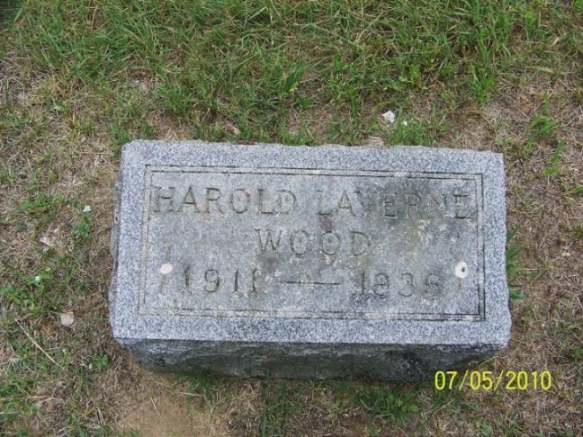 HAROLD LAVERNE
WOOD
1911 — 1936
07/05/2010